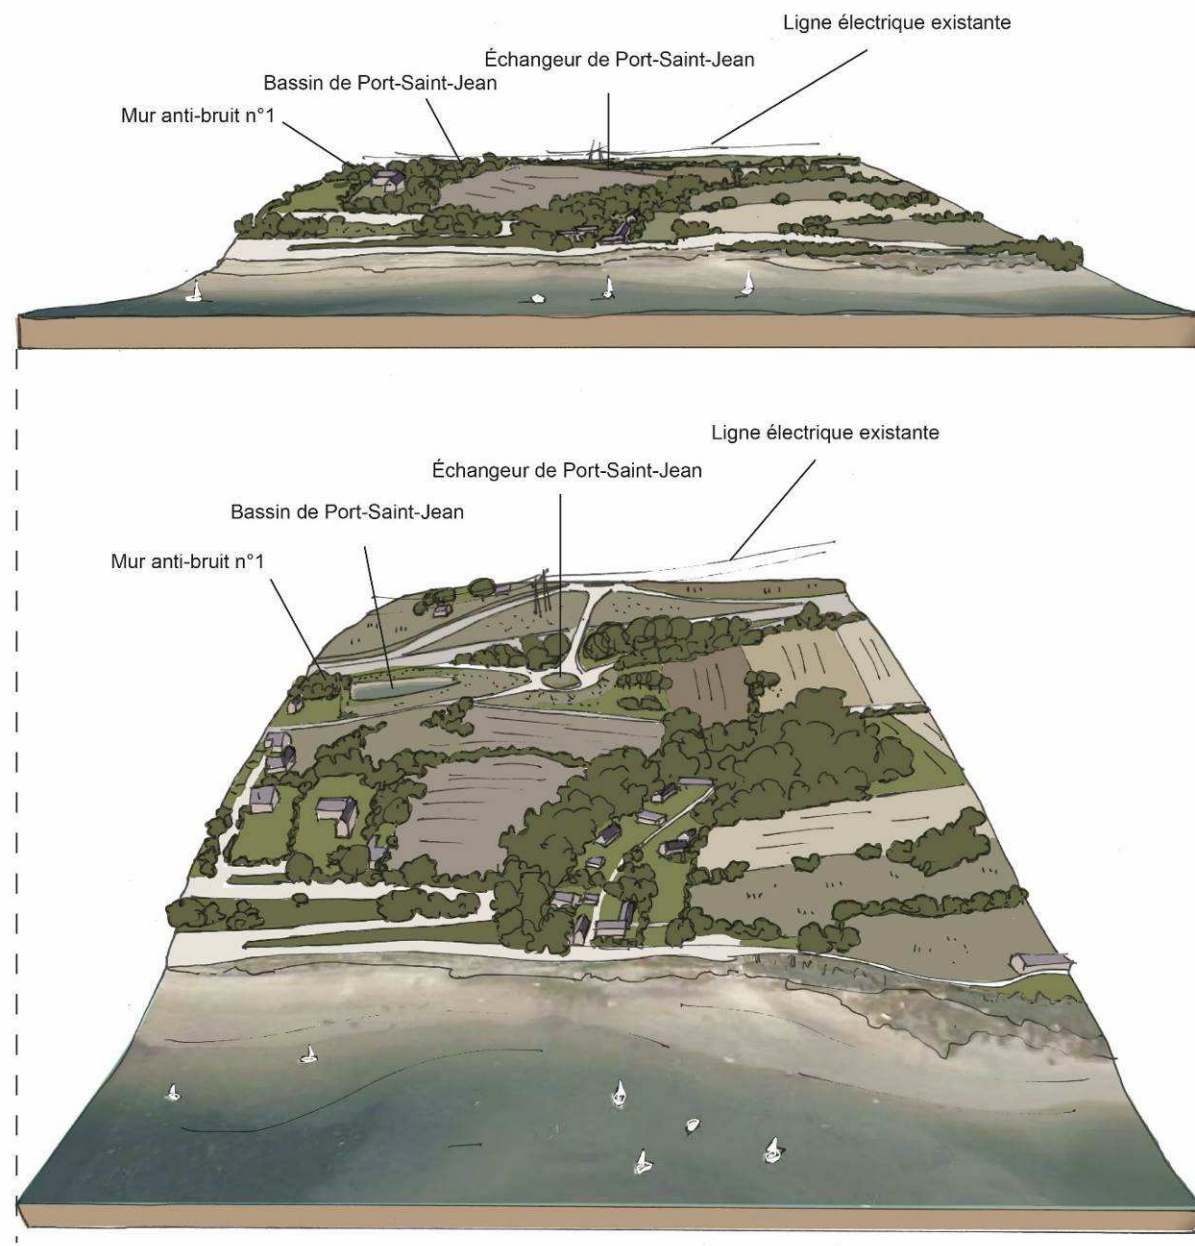 Ligne électrique existante
Échangeur de Port-Saint-Jean
Bassin de Port-Saint-Jean
Mur anti-bruit n°1
Ligne électrique existante
Échangeur de Port-Saint-Jean
Bassin de Port-Saint-Jean
Mur anti-bruit n°1